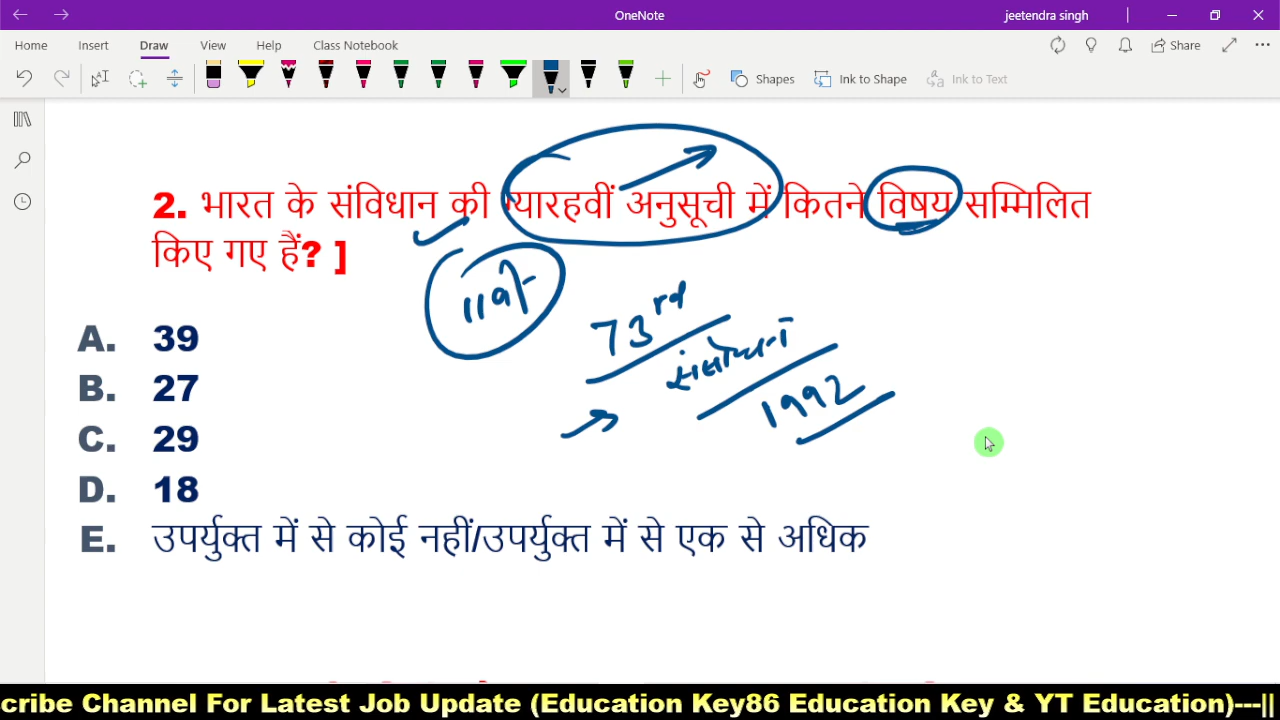 OneNote
jeetendra singh
Home Insert Draw View Help Class Notebook
Share
Shapes Ink to Shape Ink to Text
2. भारत के संविधान की ग्यारहवीं अनुसूची में कितने विषय सम्मिलित
किए गए हैं? ]
11वीं
73rd
संशोधन
1992
A. 39
B. 27
C. 29
D. 18
E. उपर्युक्त में से कोई नहीं/उपर्युक्त में से एक से अधिक
cribe Channel For Latest Job Update (Education Key86 Education Key & YT Education)---||